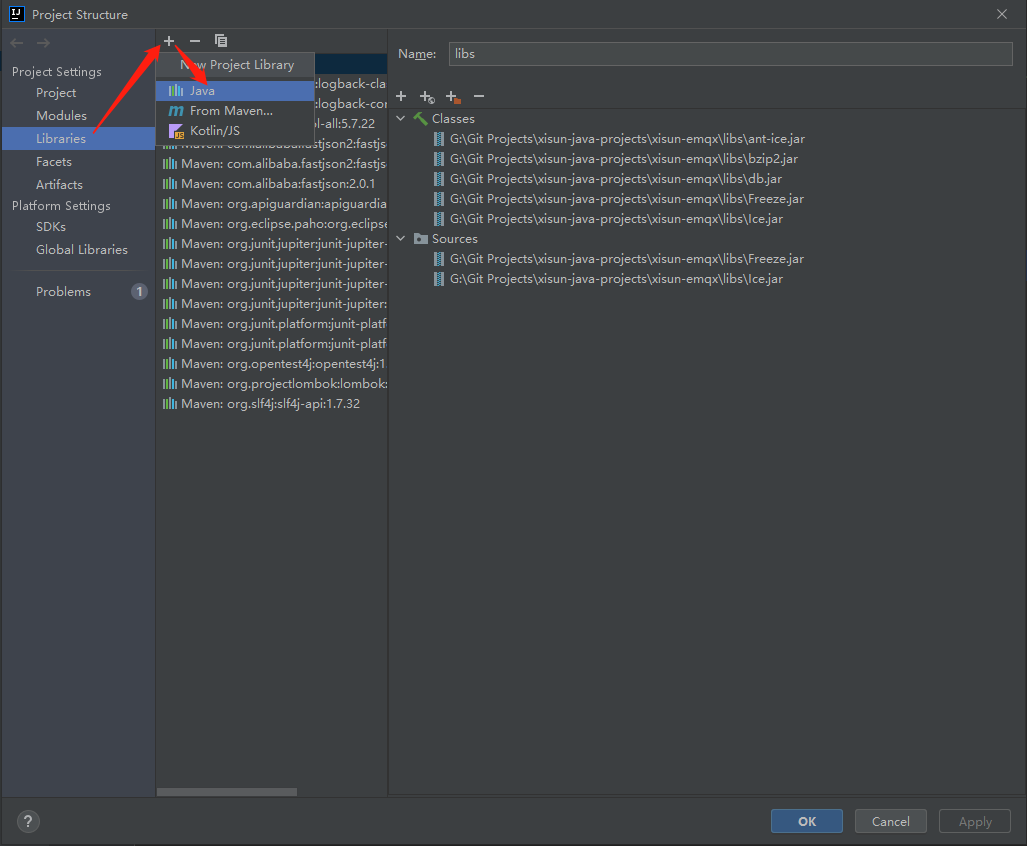 Project Structure
Project Settings
Project
Modules
Libraries
Facets
Artifacts
Platform Settings
SDKs
Global Libraries
Problems
1
New Project Library
Java
From Maven...
Kotlin/JS
:logback-cla
:logback-cor
ol-all:5.7.22
Maven: com.alibaba.fastjson2:fastjs
Maven: com.alibaba.fastjson2:fastjs
Maven: com.alibaba:fastjson:2.0.1
Maven: org.apiguardian:apiguardia
Maven: org.eclipse.paho:org.eclipse
Maven: org.junit.jupiter:junit-jupiter-
Maven: org.junit.jupiter:junit-jupiter-
Maven: org.junit.jupiter:junit-jupiter-
Maven: org.junit.jupiter:junit-jupiter:
Maven: org.junit.platform:junit-platf
Maven: org.junit.platform:junit-platf
Maven: org.opentest4j:opentest4j:1.
Maven: org.projectlombok:lombok:
Maven: org.slf4j:slf4j-api:1.7.32
Name:
libs
Classes
G:\Git Projects\xisun-java-projects\xisun-emqx\libs\ant-ice.jar
G:\Git Projects\xisun-java-projects\xisun-emqx\libs\bzip2.jar
G:\Git Projects\xisun-java-projects\xisun-emqx\libs\db.jar
G:\Git Projects\xisun-java-projects\xisun-emqx\libs\Freeze.jar
G:\Git Projects\xisun-java-projects\xisun-emqx\libs\Ice.jar
Sources
G:\Git Projects\xisun-java-projects\xisun-emqx\libs\Freeze.jar
G:\Git Projects\xisun-java-projects\xisun-emqx\libs\Ice.jar
?
OK
Cancel
Apply